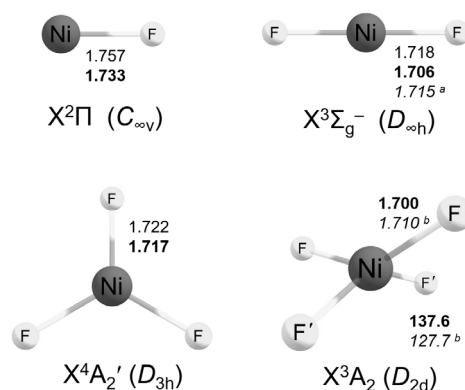 Ni F
1.757
1.733
X²Π (C∞v)
F Ni F
1.718
1.706
1.715 ᵃ
X³Σg⁻ (D∞h)
F
1.722
1.717
Ni
F F
X⁴A₂′ (D₃h)
1.700
1.710 ᵇ
F
F
Ni
F′
F′
137.6
127.7 ᵇ
X³A₂ (D₂d)